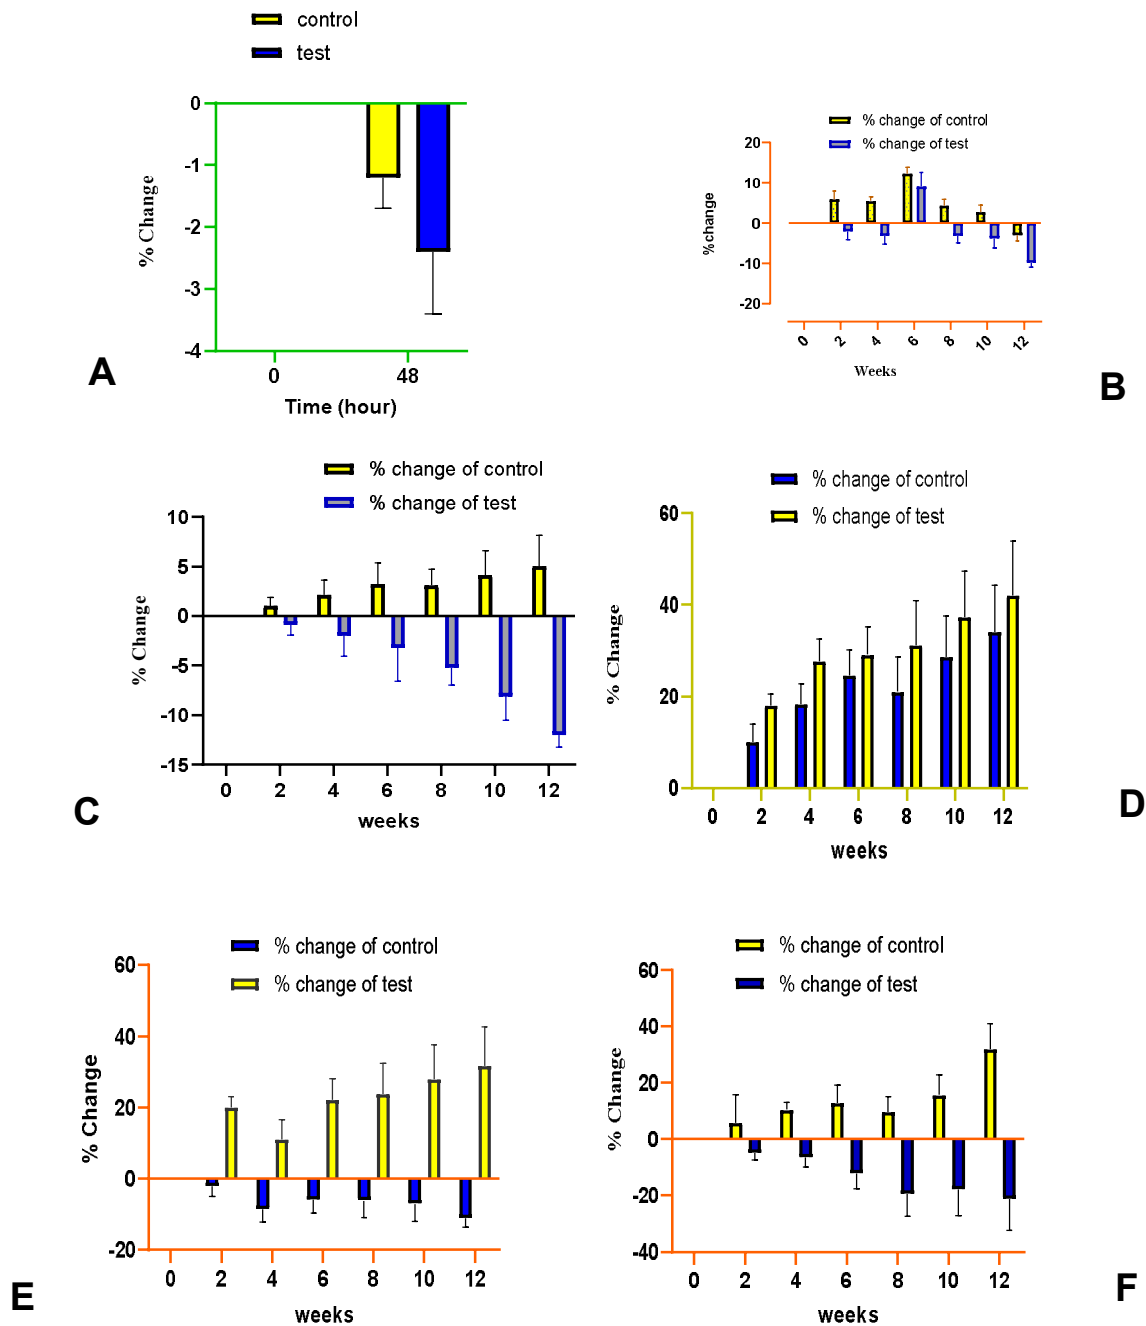 control
test
0
-1
-2
-3
-4
% Change
0
48
Time (hour)
A
% change of control
% change of test
20
10
0
-10
-20
%change
0
2
4
6
8
10
12
Weeks
B
% change of control
% change of test
10
5
0
-5
-10
-15
% Change
0
2
4
6
8
10
12
weeks
C
% change of control
% change of test
60
40
20
0
% Change
0
2
4
6
8
10
12
weeks
D
% change of control
% change of test
60
40
20
0
-20
% Change
0
2
4
6
8
10
12
weeks
E
% change of control
% change of test
60
40
20
0
-20
-40
% Change
0
2
4
6
8
10
12
weeks
F